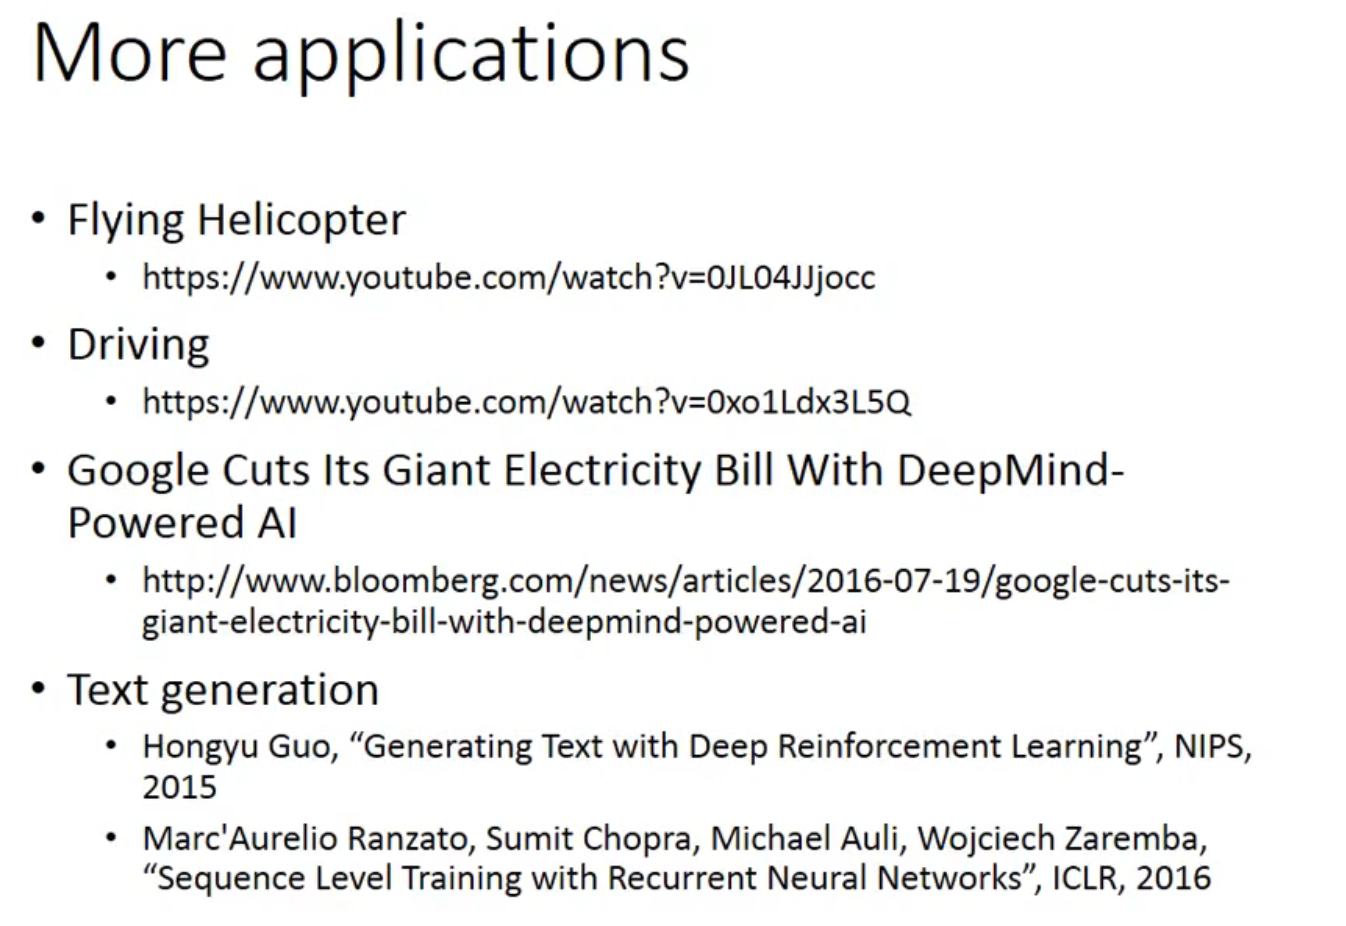 More applications
• Flying Helicopter
• https://www.youtube.com/watch?v=0JL04JJjocc
• Driving
• https://www.youtube.com/watch?v=0xo1Ldx3L5Q
• Google Cuts Its Giant Electricity Bill With DeepMind-
Powered AI
• http://www.bloomberg.com/news/articles/2016-07-19/google-cuts-its-
giant-electricity-bill-with-deepmind-powered-ai
• Text generation
• Hongyu Guo, “Generating Text with Deep Reinforcement Learning”, NIPS,
2015
• Marc'Aurelio Ranzato, Sumit Chopra, Michael Auli, Wojciech Zaremba,
“Sequence Level Training with Recurrent Neural Networks”, ICLR, 2016